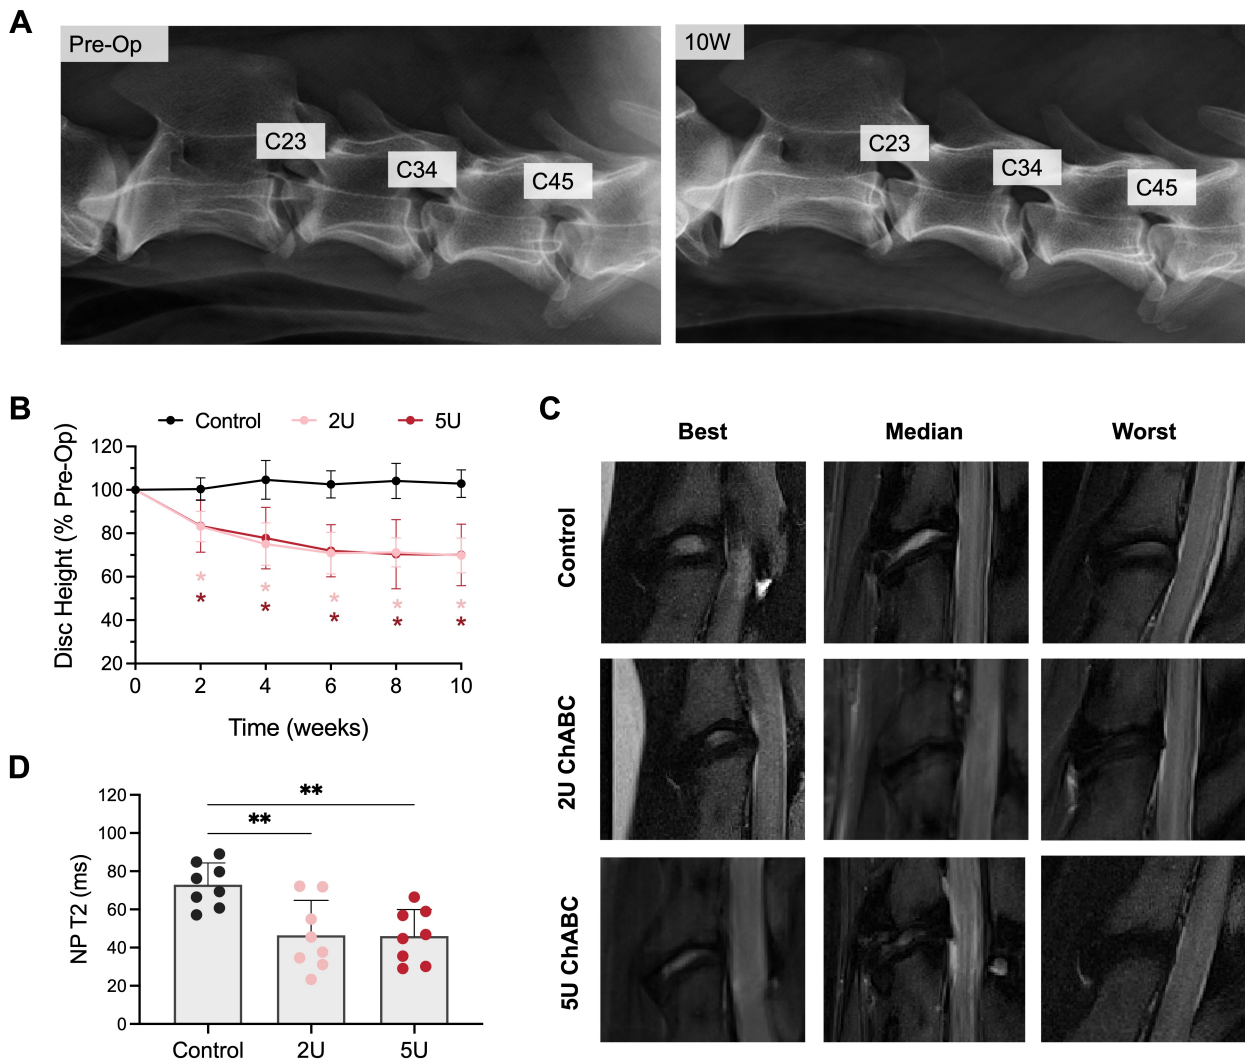 A
Pre-Op
C23
C34
C45
10W
C23
C34
C45
B
Control 2U 5U
Disc Height (% Pre-Op)
120
100
80
60
40
20
* * * * *
* * * * *
0 2 4 6 8 10
Time (weeks)
C
Best Median Worst
Control
2U ChABC
5U ChABC
D
NP T2 (ms)
120
100
80
60
40
20
0
**
**
Control 2U 5U